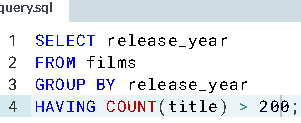 query.sql
1 SELECT release_year
2 FROM films
3 GROUP BY release_year
4 HAVING COUNT(title) > 200;